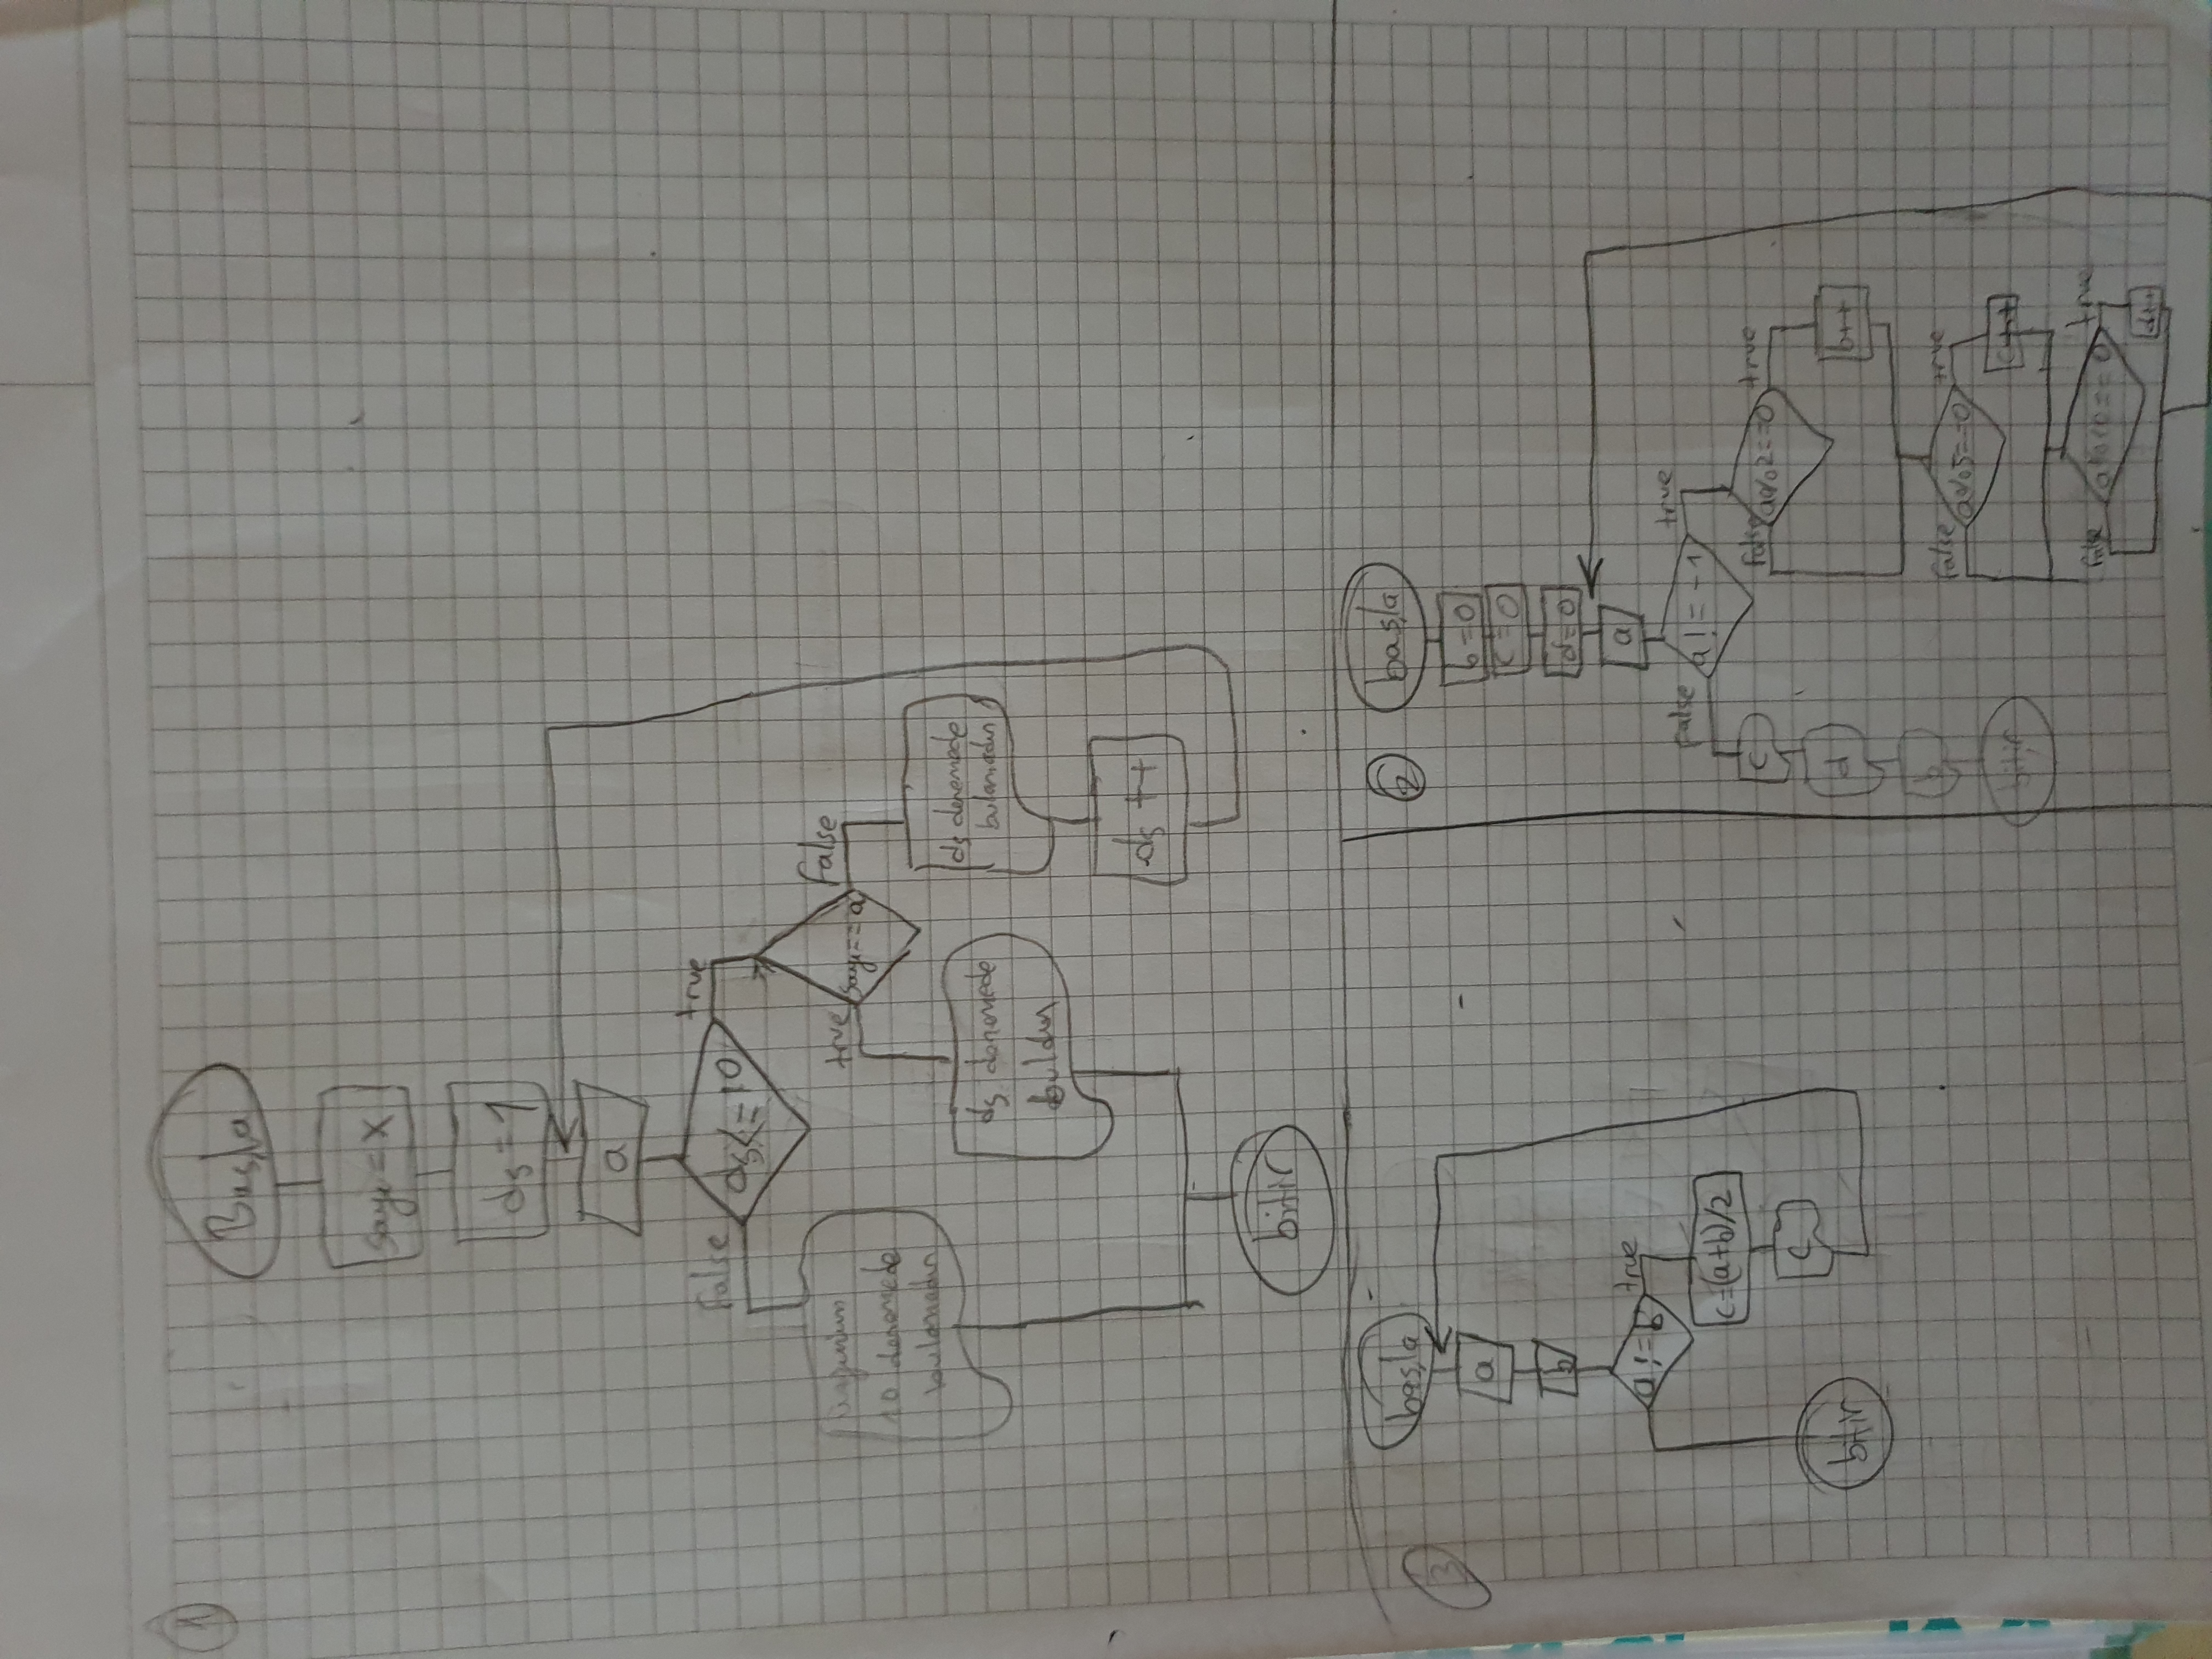 1
Başla
sayı = x
ds = 1
a
ds <= 10
false
true
sayı == a
true
false
10 denemede
bulamadın
ds denemede
buldun
ds denemede
bulamadın
ds ++
bitir
3
başla
a
b
a != b
true
c=(a+b)/2
c
bitir
2
başla
b=0
c=0
d=0
a
a != -1
false
true
c
d
b
bitir
a%2==0
false
true
b++
a%5==0
false
true
c++
a%10==0
false
true
d++